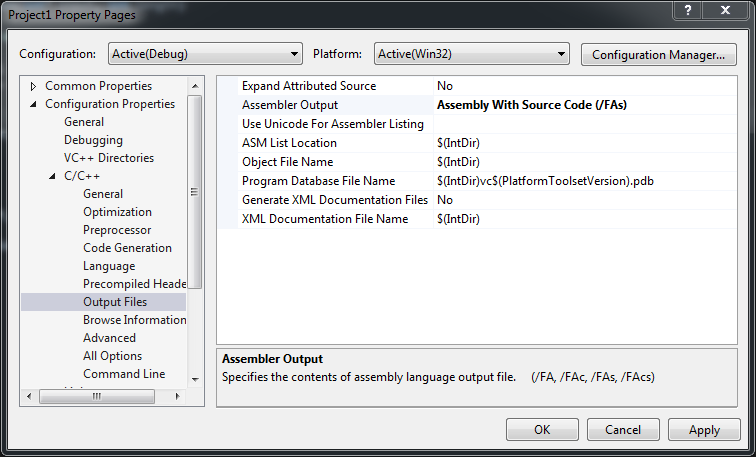 Project1 Property Pages
Configuration: Active(Debug) Platform: Active(Win32) Configuration Manager...
Common Properties
Configuration Properties
General
Debugging
VC++ Directories
C/C++
General
Optimization
Preprocessor
Code Generation
Language
Precompiled Heade
Output Files
Browse Information
Advanced
All Options
Command Line
Expand Attributed Source No
Assembler Output Assembly With Source Code (/FAs)
Use Unicode For Assembler Listing
ASM List Location $(IntDir)
Object File Name $(IntDir)
Program Database File Name $(IntDir)vc$(PlatformToolsetVersion).pdb
Generate XML Documentation Files No
XML Documentation File Name $(IntDir)
Assembler Output
Specifies the contents of assembly language output file. (/FA, /FAc, /FAs, /FAcs)
OK Cancel Apply